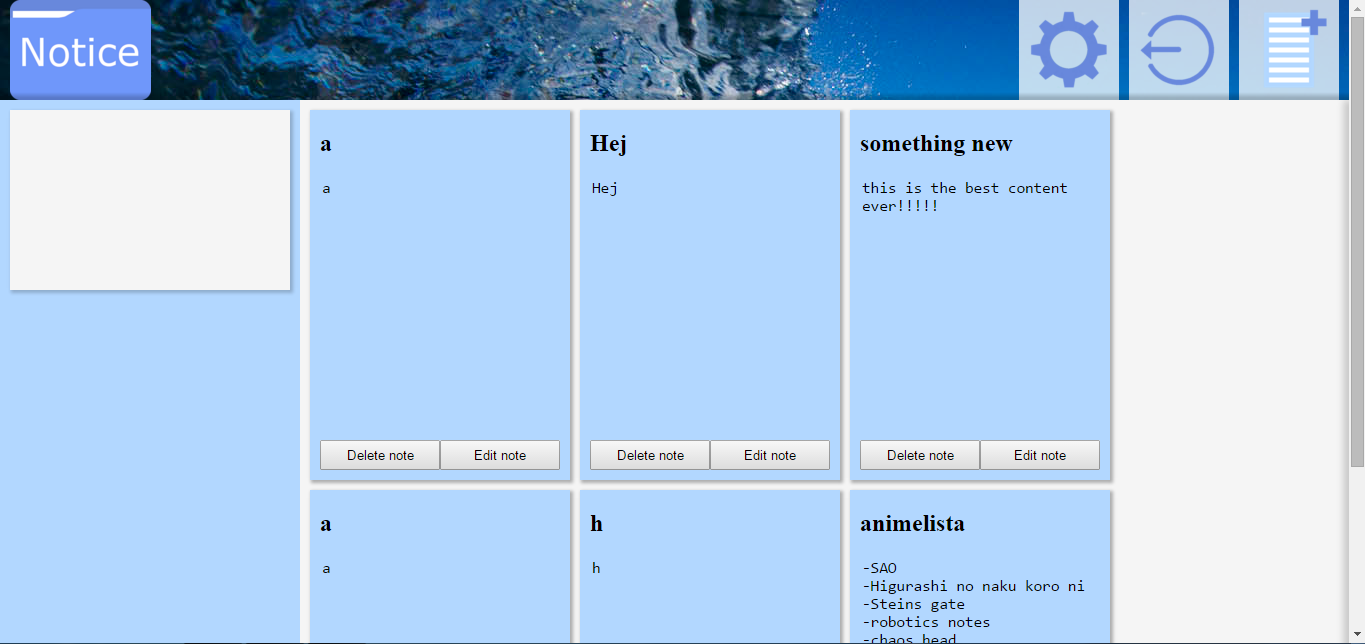 Notice
a
a
Delete note Edit note
Hej
Hej
Delete note Edit note
something new
this is the best content
ever!!!!!
Delete note Edit note
a
a
h
h
animelista
-SAO
-Higurashi no naku koro ni
-Steins gate
-robotics notes
-chaos head